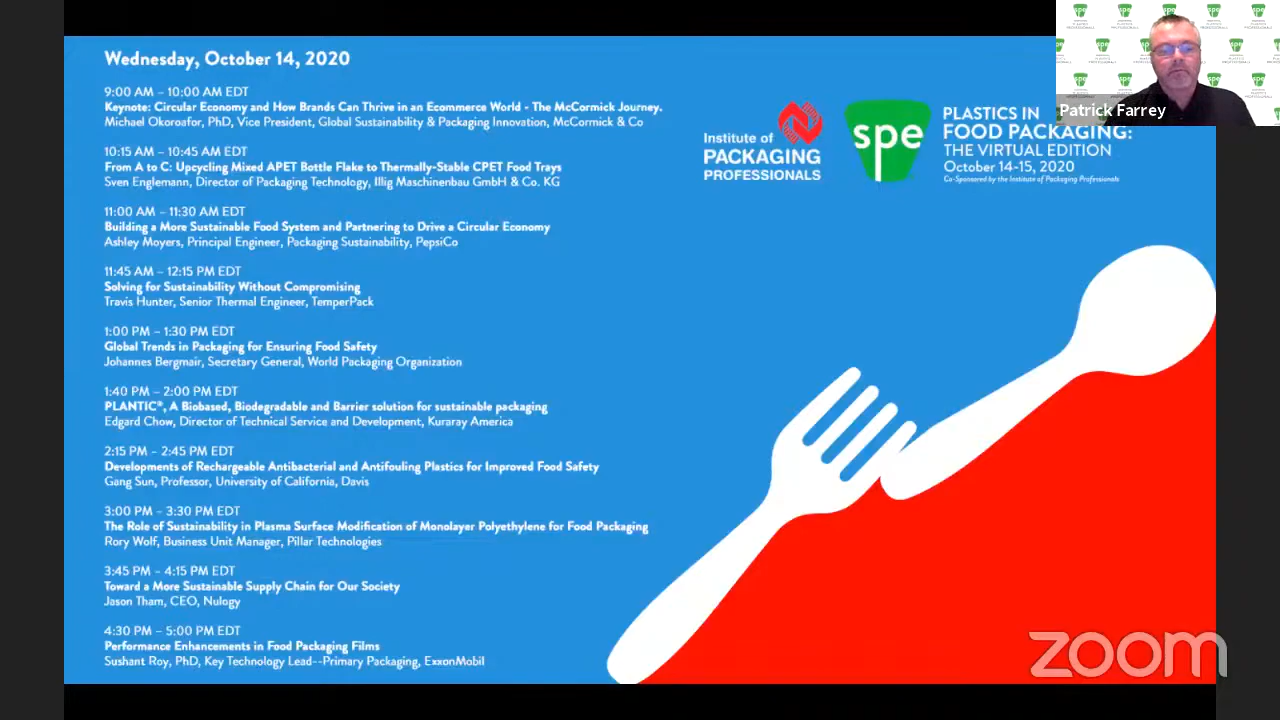 Wednesday, October 14, 2020
9:00 AM – 10:00 AM EDT
Keynote: Circular Economy and How Brands Can Thrive in an Ecommerce World - The McCormick Journey.
Michael Okoroafor, PhD, Vice President, Global Sustainability & Packaging Innovation, McCormick & Co
10:15 AM – 10:45 AM EDT
From A to C: Upcycling Mixed APET Bottle Flake to Thermally-Stable CPET Food Trays
Sven Englemann, Director of Packaging Technology, Illig Maschinenbau GmbH & Co. KG
11:00 AM – 11:30 AM EDT
Building a More Sustainable Food System and Partnering to Drive a Circular Economy
Ashley Moyers, Principal Engineer, Packaging Sustainability, PepsiCo
11:45 AM – 12:15 PM EDT
Solving for Sustainability Without Compromising
Travis Hunter, Senior Thermal Engineer, TemperPack
1:00 PM – 1:30 PM EDT
Global Trends in Packaging for Ensuring Food Safety
Johannes Bergmair, Secretary General, World Packaging Organization
1:40 PM – 2:00 PM EDT
PLANTIC®, A Biobased, Biodegradable and Barrier solution for sustainable packaging
Edgard Chow, Director of Technical Service and Development, Kuraray America
2:15 PM – 2:45 PM EDT
Developments of Rechargeable Antibacterial and Antifouling Plastics for Improved Food Safety
Gang Sun, Professor, University of California, Davis
3:00 PM – 3:30 PM EDT
The Role of Sustainability in Plasma Surface Modification of Monolayer Polyethylene for Food Packaging
Rory Wolf, Business Unit Manager, Pillar Technologies
3:45 PM – 4:15 PM EDT
Toward a More Sustainable Supply Chain for Our Society
Jason Tham, CEO, Nulogy
4:30 PM – 5:00 PM EDT
Performance Enhancements in Food Packaging Films
Sushant Roy, PhD, Key Technology Lead--Primary Packaging, ExxonMobil
Institute of
PACKAGING
PROFESSIONALS
spe
PLASTICS IN
FOOD PACKAGING:
THE VIRTUAL EDITION
October 14-15, 2020
Co-Sponsored by the Institute of Packaging Professionals
Patrick Farrey
zoom